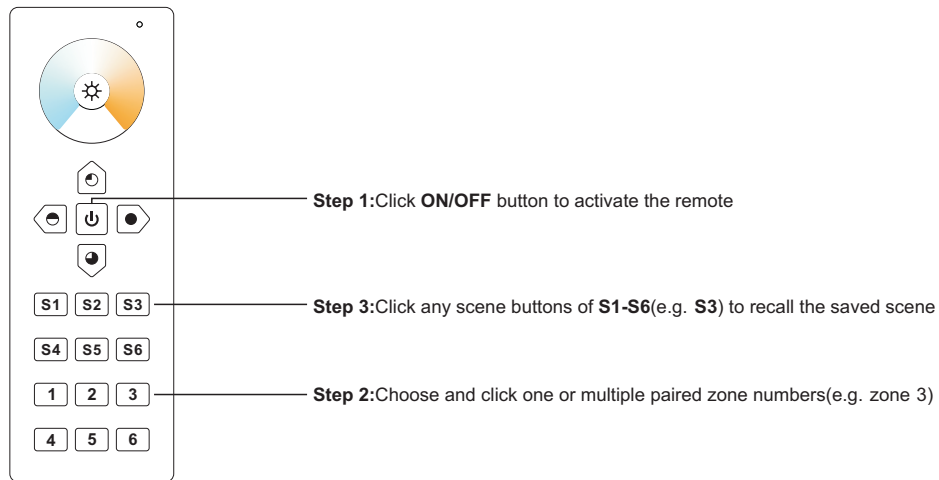 Step 1:Click ON/OFF button to activate the remote
S1 S2 S3
Step 3:Click any scene buttons of S1-S6(e.g. S3) to recall the saved scene
S4 S5 S6
1 2 3
Step 2:Choose and click one or multiple paired zone numbers(e.g. zone 3)
4 5 6